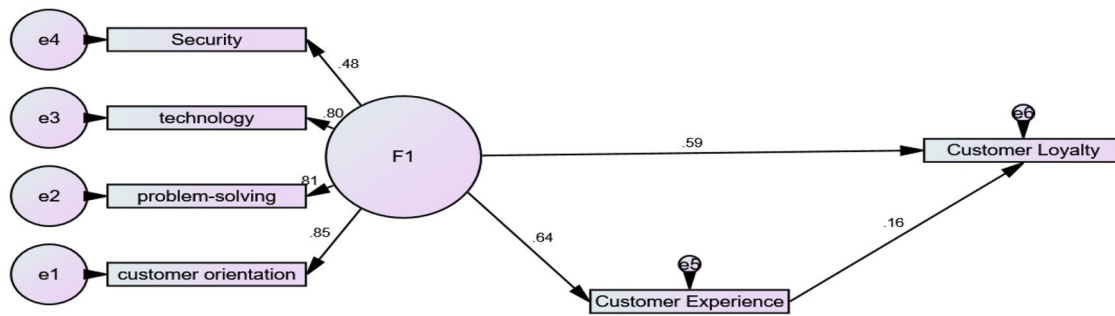 e4 Security
.48
e3 technology
.80
F1
e2 problem-solving
.81
e1 customer orientation
.85
.59
e6
Customer Loyalty
.64
.16
e5
Customer Experience